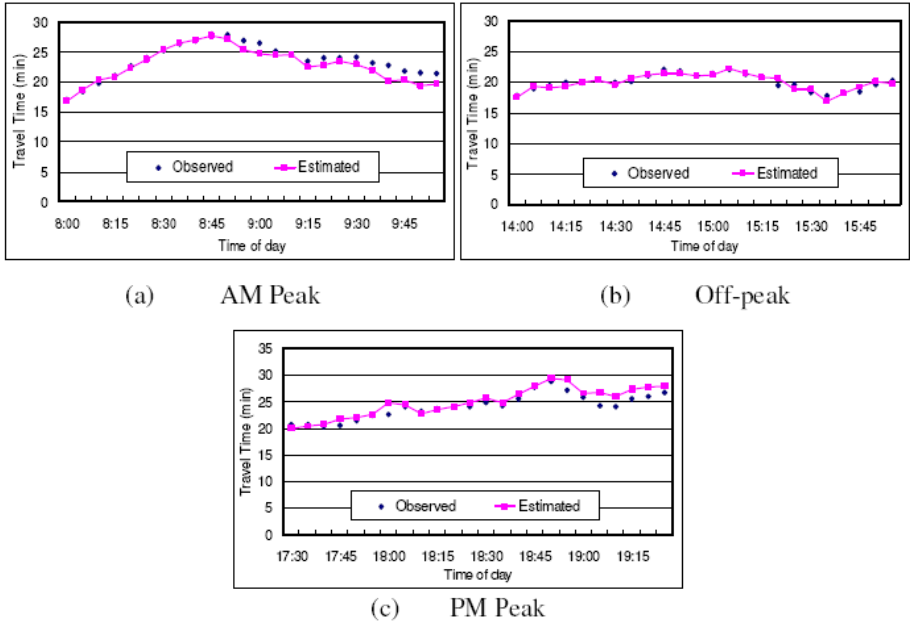 30
25
20
15
10
5
0
Travel Time (min)
Observed Estimated
8:00 8:15 8:30 8:45 9:00 9:15 9:30 9:45
Time of day
(a) AM Peak
30
25
20
15
10
5
0
Travel Time (min)
Observed Estimated
14:00 14:15 14:30 14:45 15:00 15:15 15:30 15:45
Time of day
(b) Off-peak
35
30
25
20
15
10
5
0
Travel Time (min)
Observed Estimated
17:30 17:45 18:00 18:15 18:30 18:45 19:00 19:15
Time of day
(c) PM Peak